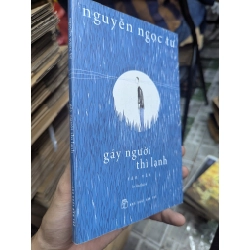 nguyễn ngọc tư
gáy người
thì lạnh
tản văn